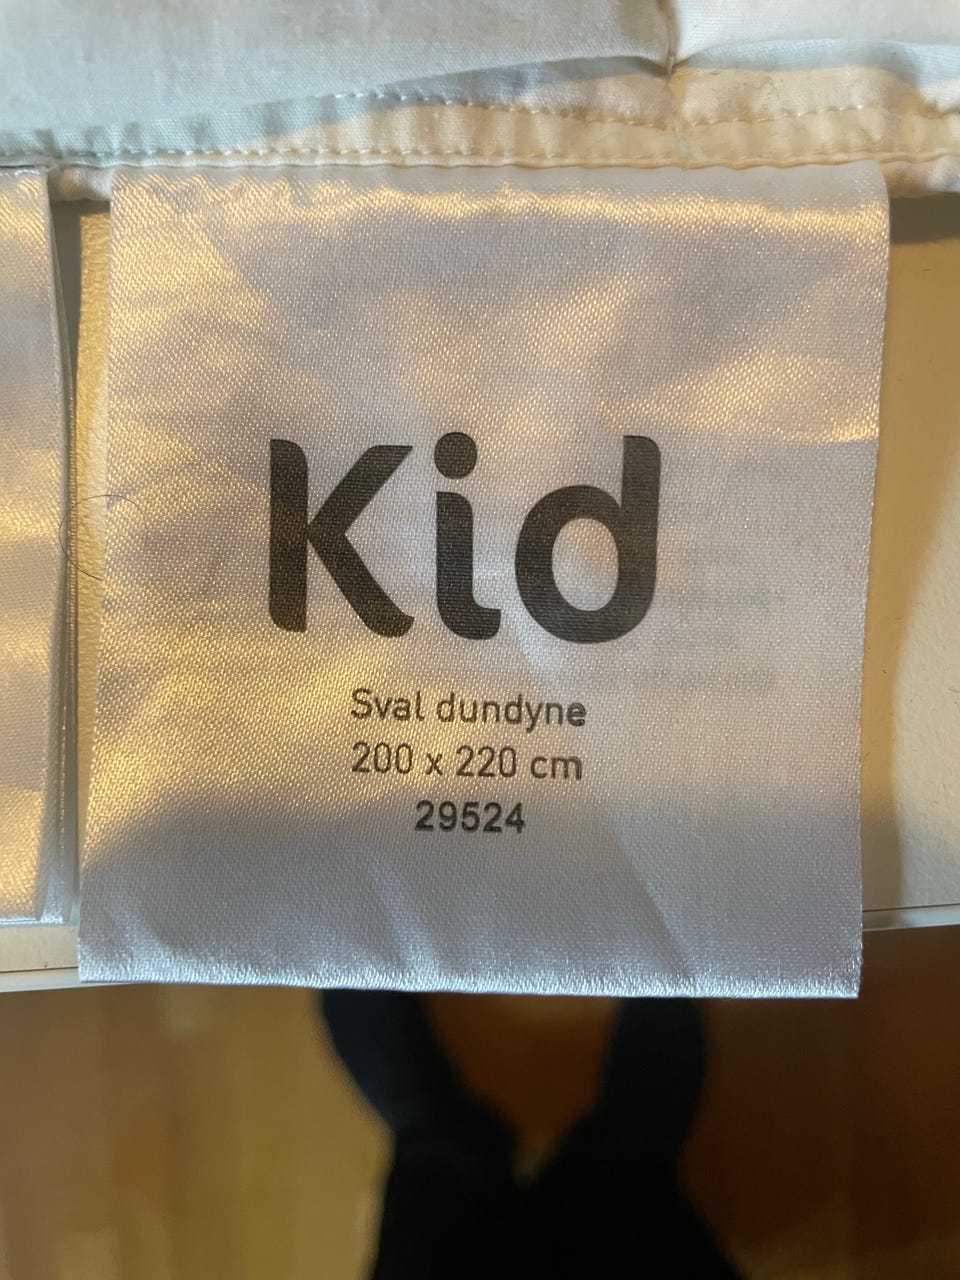 Kid
Sval dundyne
200 x 220 cm
29524